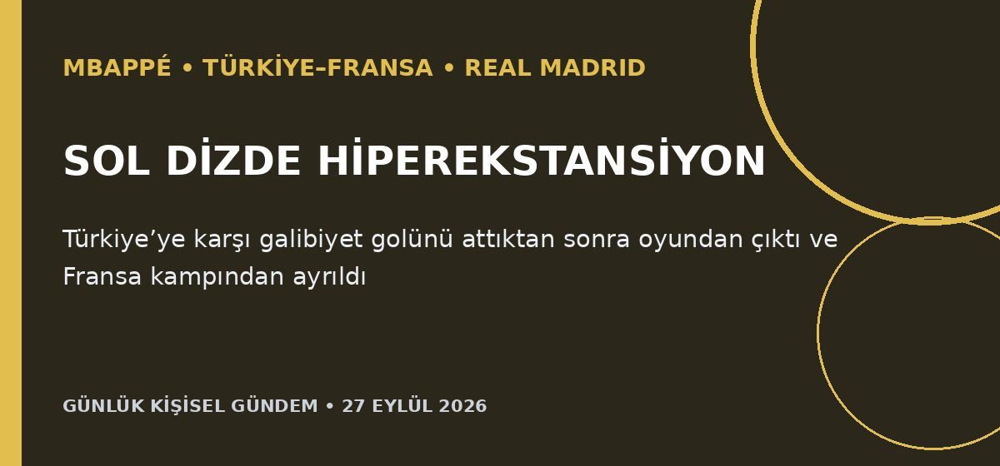 MBAPPÉ • TÜRKİYE–FRANSA • REAL MADRID
SOL DİZDE HİPEREKSTANSİYON
Türkiye’ye karşı galibiyet golünü attıktan sonra oyundan çıktı ve
Fransa kampından ayrıldı
GÜNLÜK KİŞİSEL GÜNDEM • 27 EYLÜL 2026